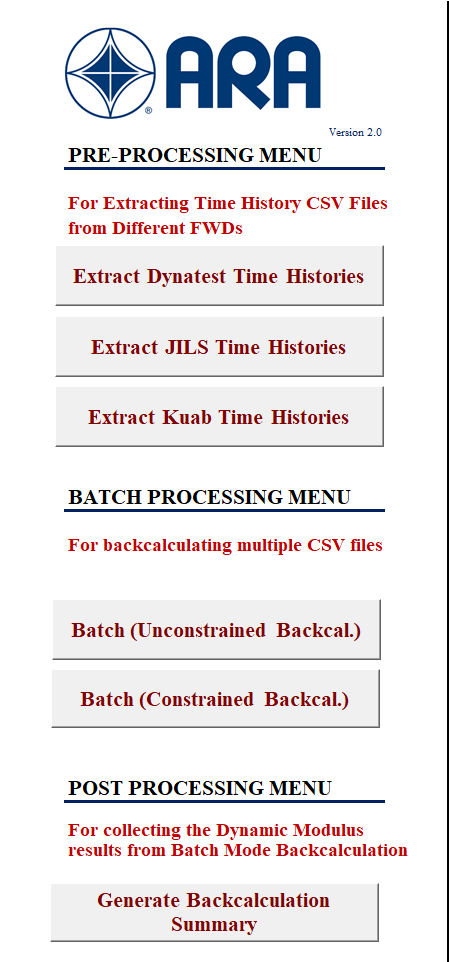 ARA
®
Version 2.0
PRE-PROCESSING MENU
For Extracting Time History CSV Files
from Different FWDs
Extract Dynatest Time Histories
Extract JILS Time Histories
Extract Kuab Time Histories
BATCH PROCESSING MENU
For backcalculating multiple CSV files
Batch (Unconstrained Backcal.)
Batch (Constrained Backcal.)
POST PROCESSING MENU
For collecting the Dynamic Modulus
results from Batch Mode Backcalculation
Generate Backcalculation
Summary